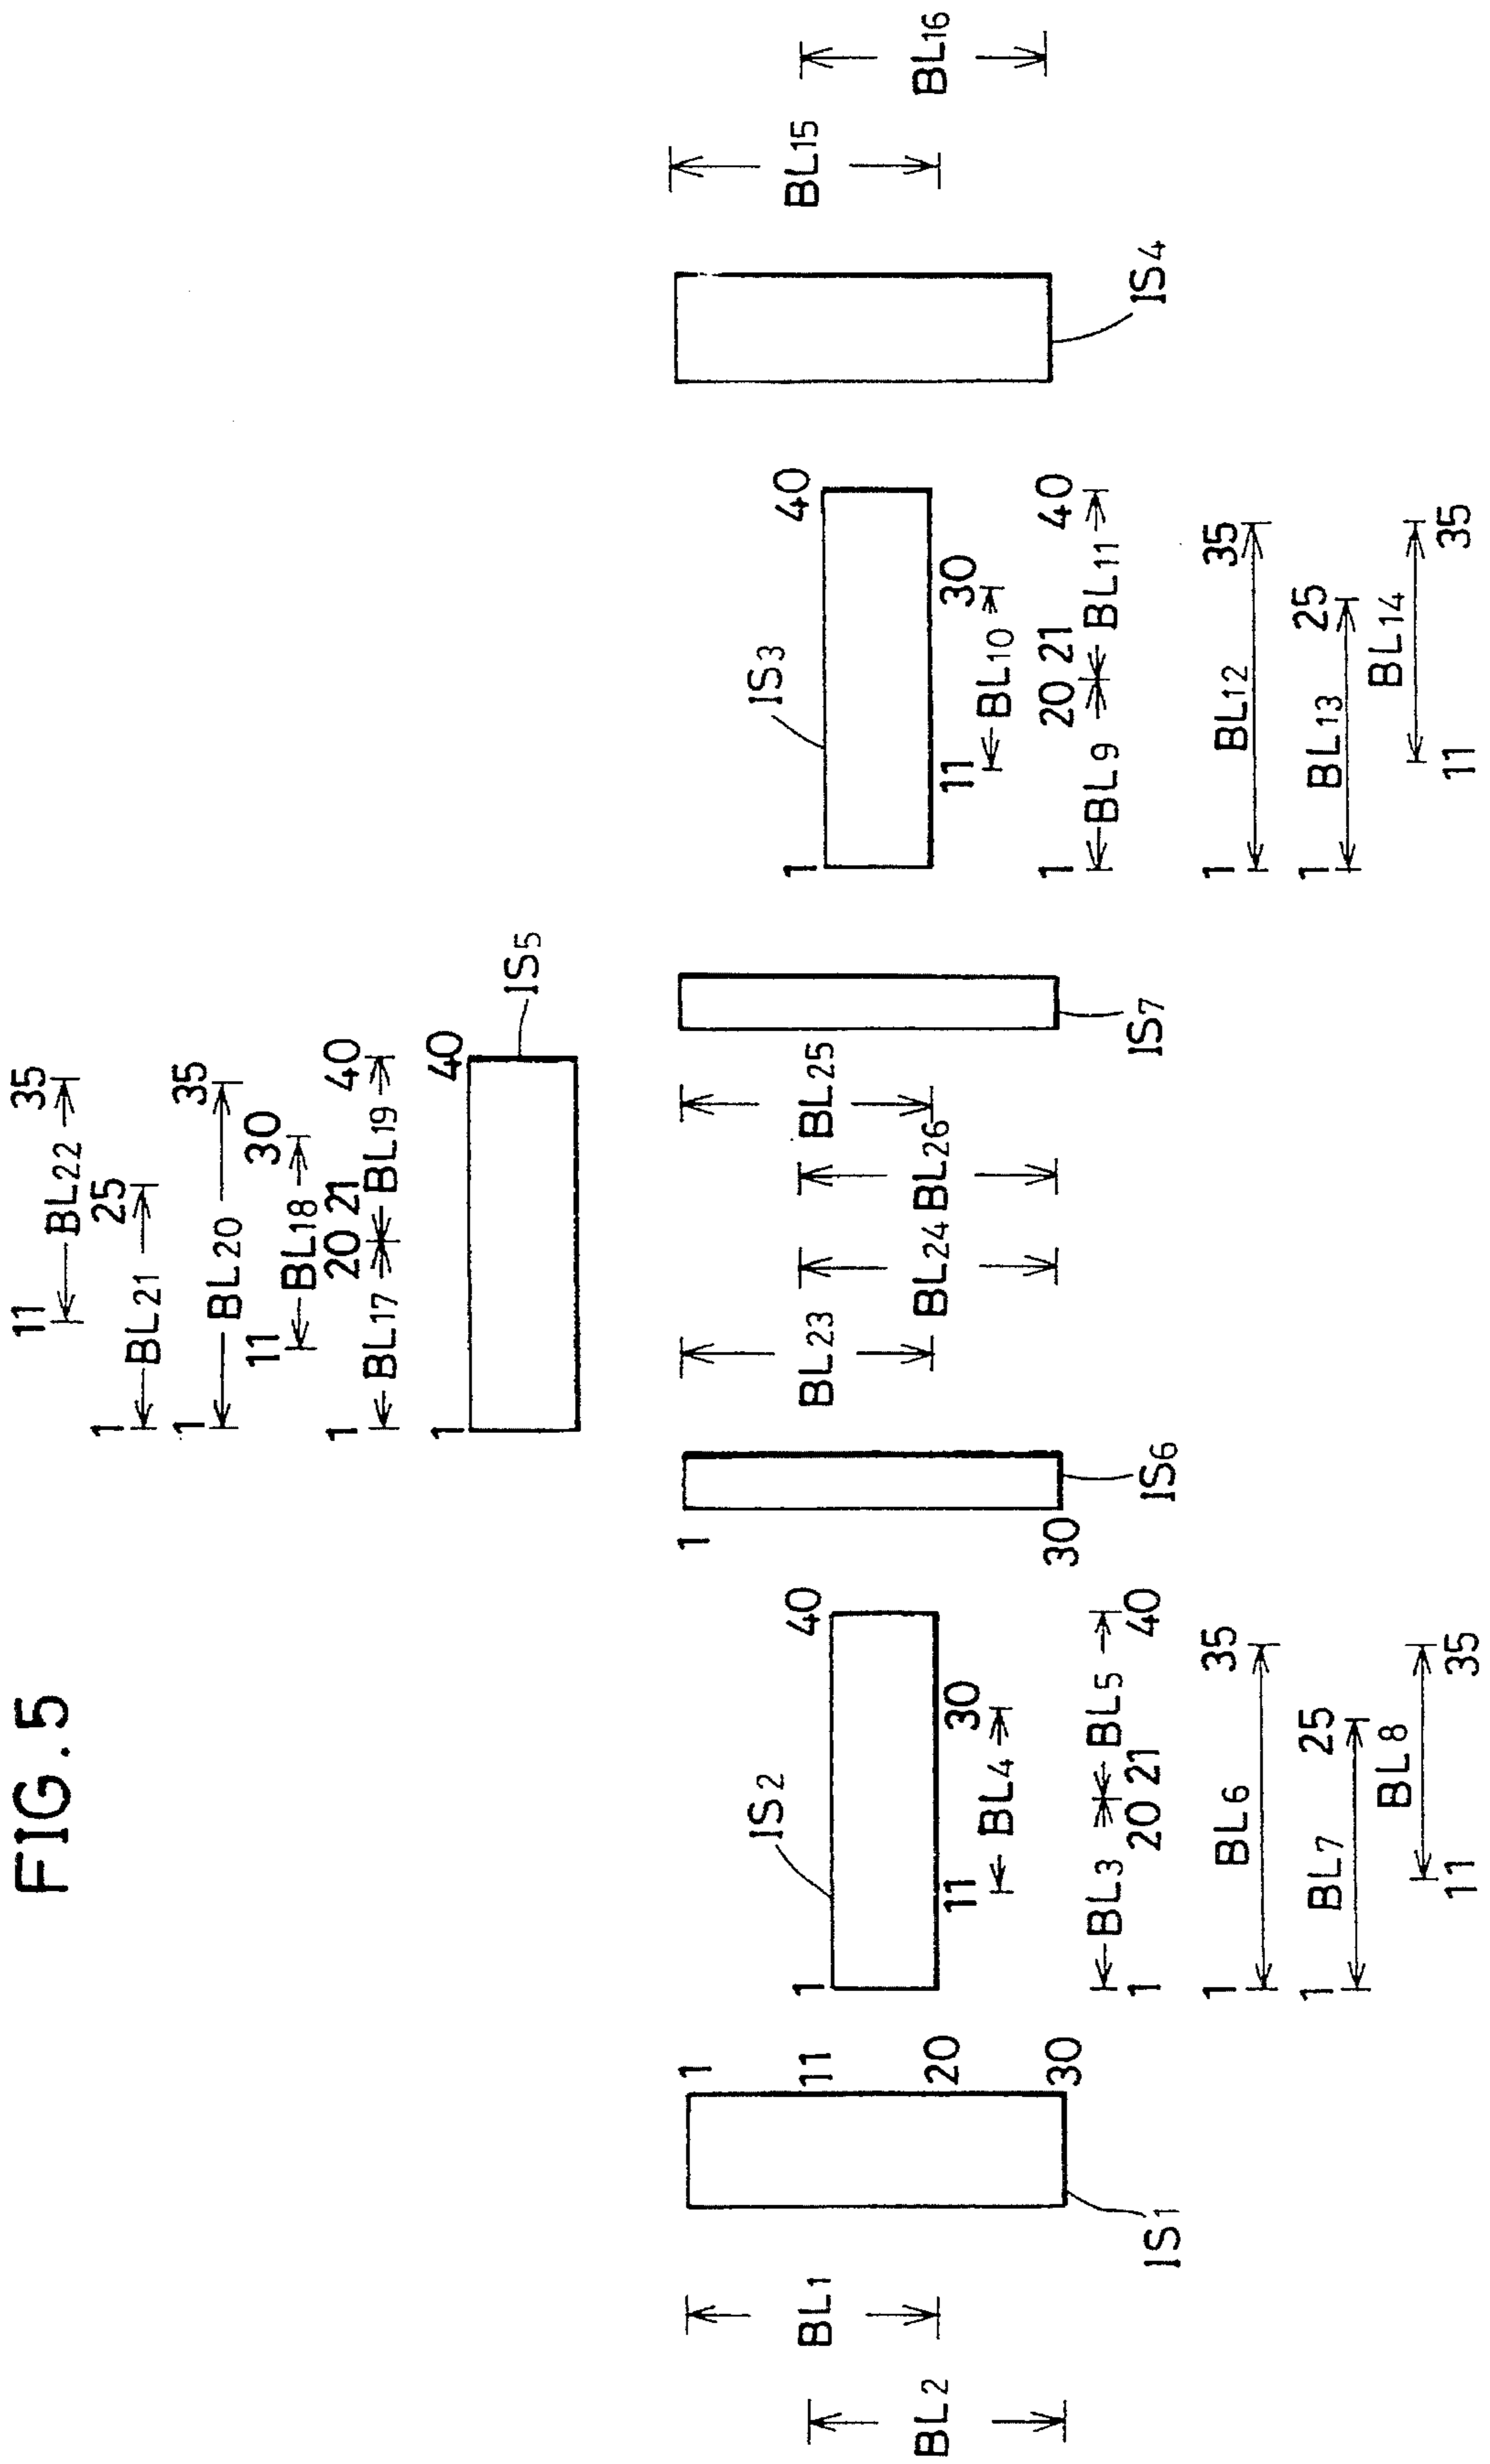 FIG. 5
11 35
BL22
1 25
BL21
1 35
BL20
11 30
BL18
1 20 21 40
BL17 BL19
1 40
IS5
BL1
BL2
IS1
1
11
20
30
IS2
1 40
11 30
BL4
BL3 BL5
1 20 21 40
1 35
BL6
1 25
BL7
BL8
11 35
1
30
IS6
BL23
BL24
BL26
BL25
IS7
IS3
1 40
11 30
BL10
1 20 21 40
BL9 BL11
1 35
BL12
1 25
BL13
BL14
11 35
IS4
BL15
BL16